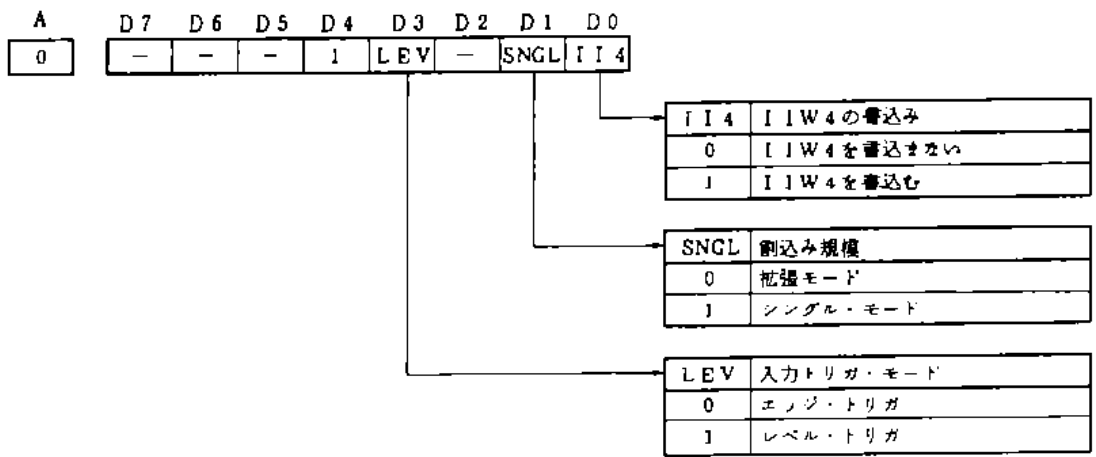 A D7 D6 D5 D4 D3 D2 D1 D0
0 — — — 1 LEV — SNGL II4
II4 IIW4の書込み
0 IIW4を書込まない
1 IIW4を書込む
SNGL 割込み規模
0 拡張モード
1 シングル・モード
LEV 入力トリガ・モード
0 エッジ・トリガ
1 レベル・トリガ